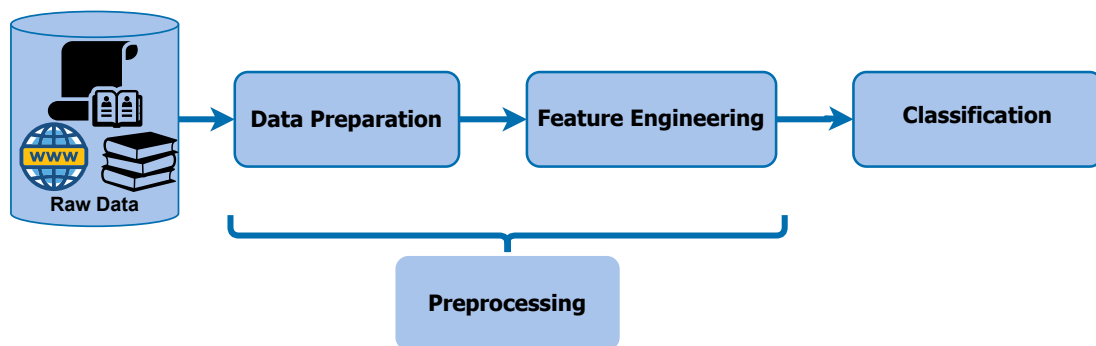 WWW
Raw Data
Data Preparation
Feature Engineering
Classification
Preprocessing